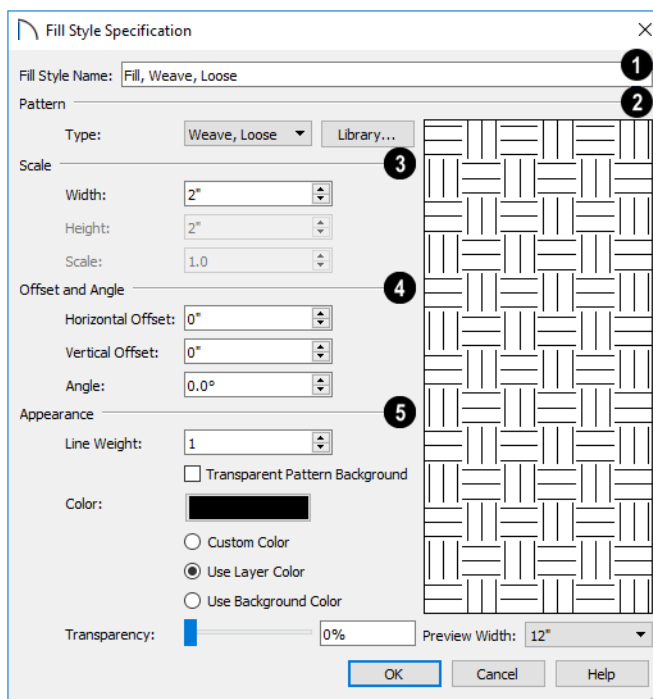 Fill Style Specification
1
Fill Style Name: Fill, Weave, Loose
Pattern 2
Type: Weave, Loose Library...
Scale 3
Width: 2"
Height: 2"
Scale: 1.0
Offset and Angle 4
Horizontal Offset: 0"
Vertical Offset: 0"
Angle: 0.0°
Appearance 5
Line Weight: 1
Transparent Pattern Background
Color:
Custom Color
Use Layer Color
Use Background Color
Transparency: 0% Preview Width: 12"
OK Cancel Help